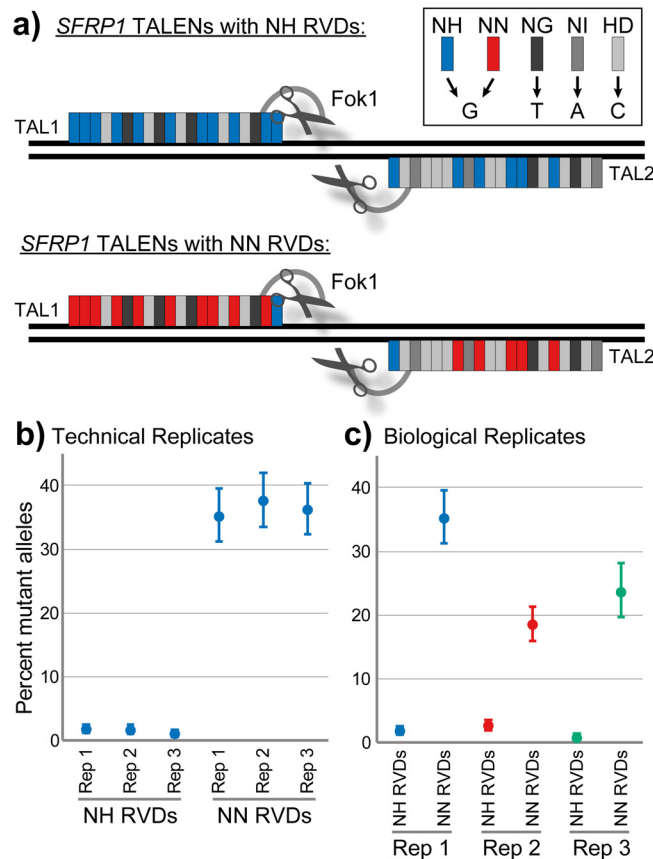 a) SFRP1 TALENs with NH RVDs:
NH NN NG NI HD
G T A C
Fok1
TAL1
TAL2
SFRP1 TALENs with NN RVDs:
Fok1
TAL1
TAL2
b) Technical Replicates
Percent mutant alleles
40
30
20
10
0
Rep 1
Rep 2
Rep 3
Rep 1
Rep 2
Rep 3
NH RVDs
NN RVDs
c) Biological Replicates
40
30
20
10
0
NH RVDs
NN RVDs
NH RVDs
NN RVDs
NH RVDs
NN RVDs
Rep 1
Rep 2
Rep 3